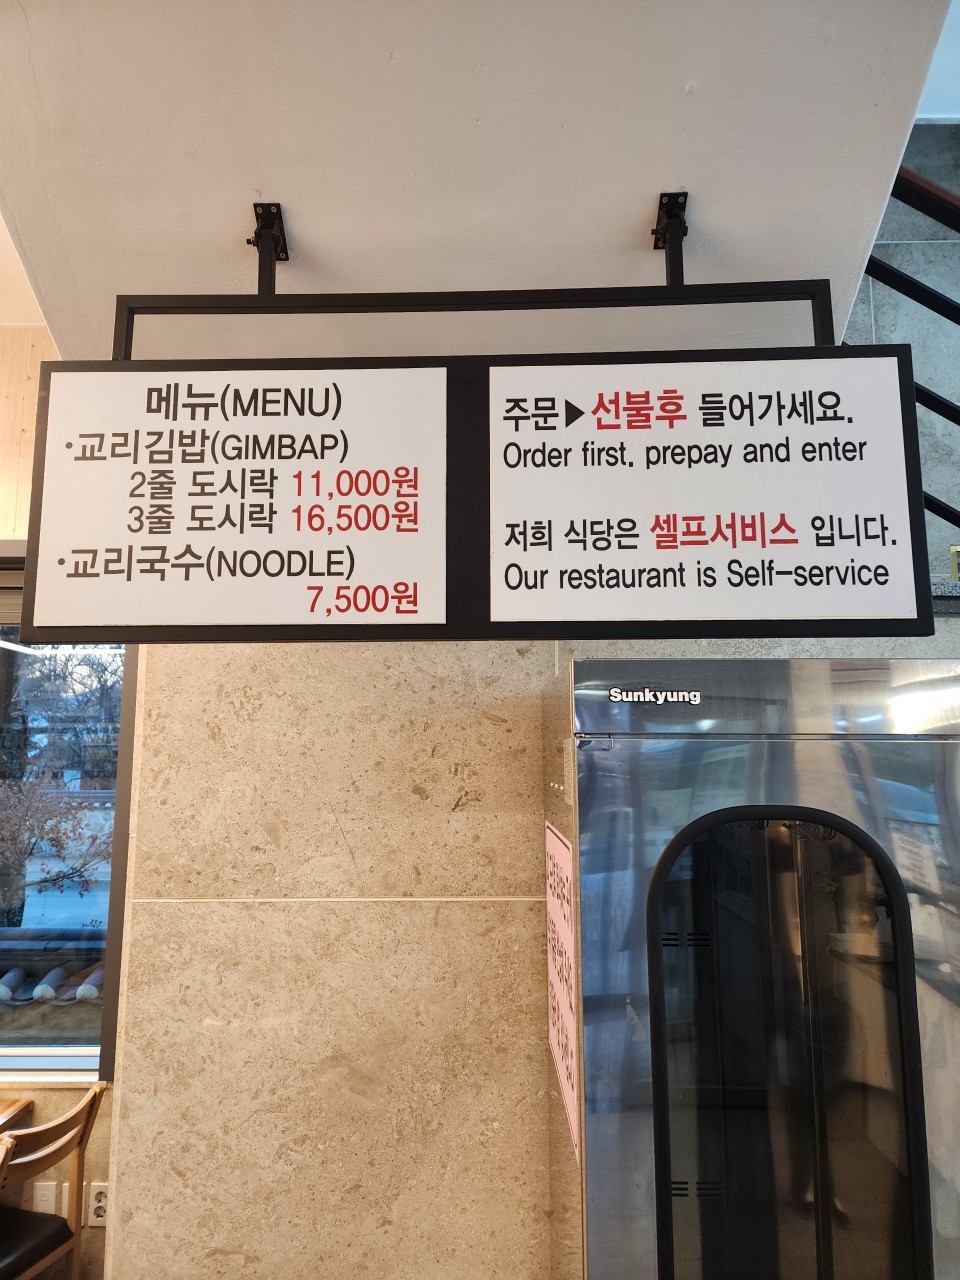 메뉴(MENU)
·교리김밥(GIMBAP)
2줄 도시락 11,000원
3줄 도시락 16,500원
·교리국수(NOODLE)
7,500원
주문▶선불후 들어가세요.
Order first. prepay and enter
저희 식당은 셀프서비스 입니다.
Our restaurant is Self-service
Sunkyung